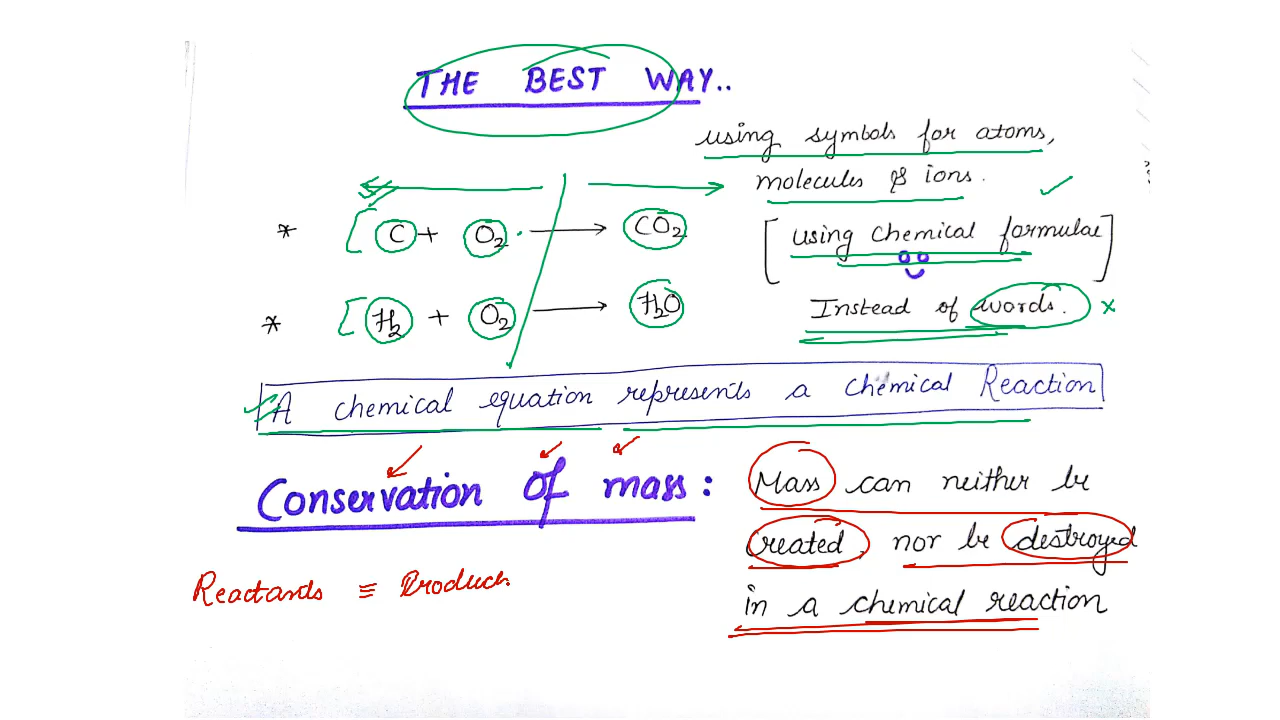 THE BEST WAY..
using symbols for atoms,
molecules & ions.
* C + O₂ → CO₂
[using chemical formulae]
* H₂ + O₂ → H₂O
Instead of words. ×
A chemical equation represents a chemical Reaction
Conservation of mass:
Mass can neither be
created, nor be destroyed
in a chemical reaction
Reactants ≡ Product